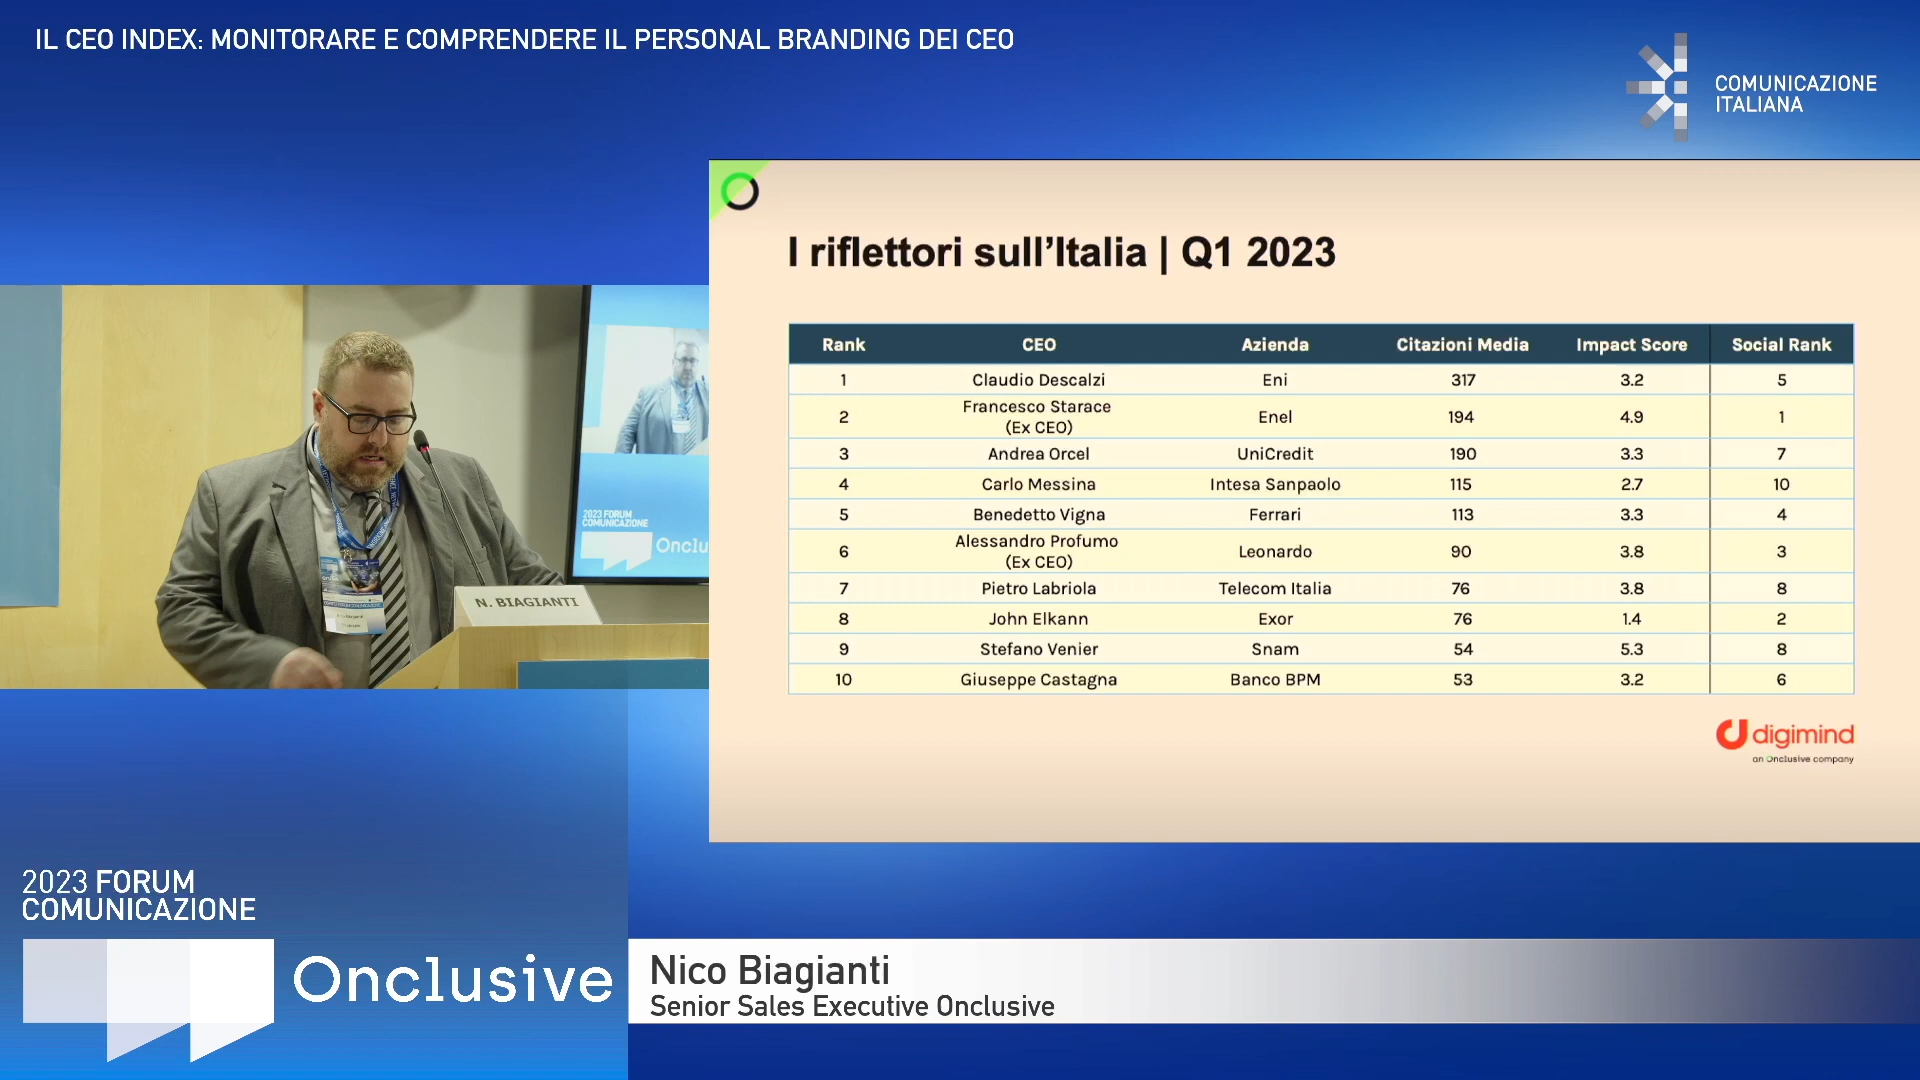 IL CEO INDEX: MONITORARE E COMPRENDERE IL PERSONAL BRANDING DEI CEO
COMUNICAZIONE
ITALIANA
I riflettori sull'Italia | Q1 2023
Rank CEO Azienda Citazioni Media Impact Score Social Rank
1 Claudio Descalzi Eni 317 3.2 5
2 Francesco Starace (Ex CEO) Enel 194 4.9 1
3 Andrea Orcel UniCredit 190 3.3 7
4 Carlo Messina Intesa Sanpaolo 115 2.7 10
5 Benedetto Vigna Ferrari 113 3.3 4
6 Alessandro Profumo (Ex CEO) Leonardo 90 3.8 3
7 Pietro Labriola Telecom Italia 76 3.8 8
8 John Elkann Exor 76 1.4 2
9 Stefano Venier Snam 54 5.3 8
10 Giuseppe Castagna Banco BPM 53 3.2 6
digimind
an Onclusive company
2023 FORUM
COMUNICAZIONE
Onclu
N. BIAGIANTI
2023 FORUM
COMUNICAZIONE
Onclusive
Nico Biagianti
Senior Sales Executive Onclusive